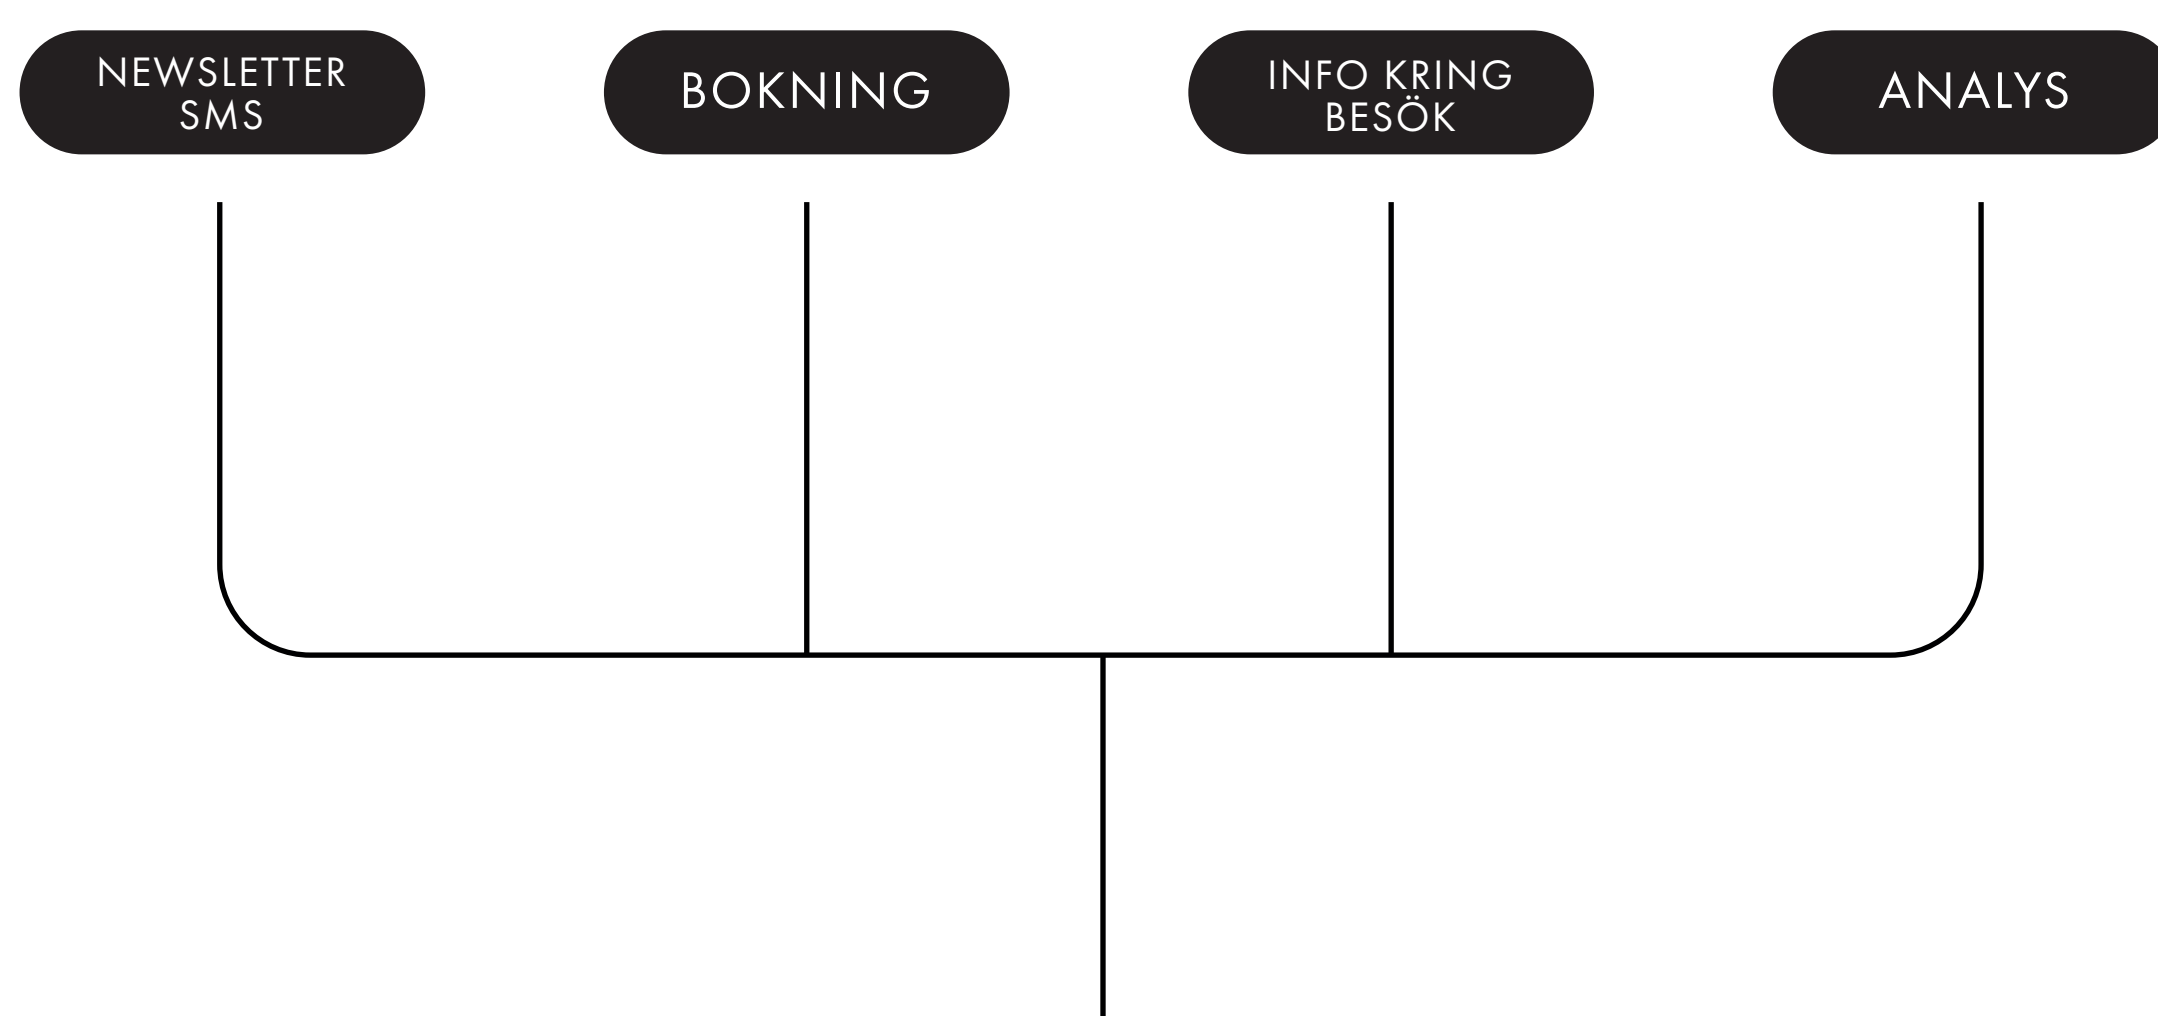 NEWSLETTER
SMS
BOKNING
INFO KRING
BESÖK
ANALYS